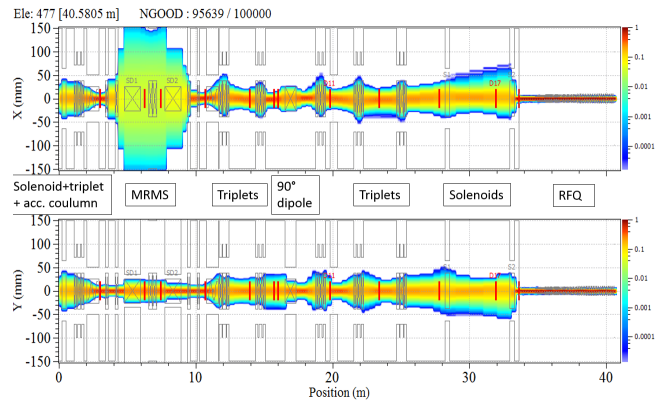 Ele: 477 [40.5805 m] NGOOD : 95639 / 100000
X (mm)
150
100
50
0
-50
-100
-150
SD1
SD2
D17
1
0.1
0.01
0.001
0.0001
Solenoid+triplet
+ acc. coulumn
MRMS
Triplets
90°
dipole
Triplets
Solenoids
RFQ
Y (mm)
150
100
50
0
-50
-100
-150
SD1
SD2
1
0.1
0.01
0.001
0.0001
0
10
20
30
40
Position (m)